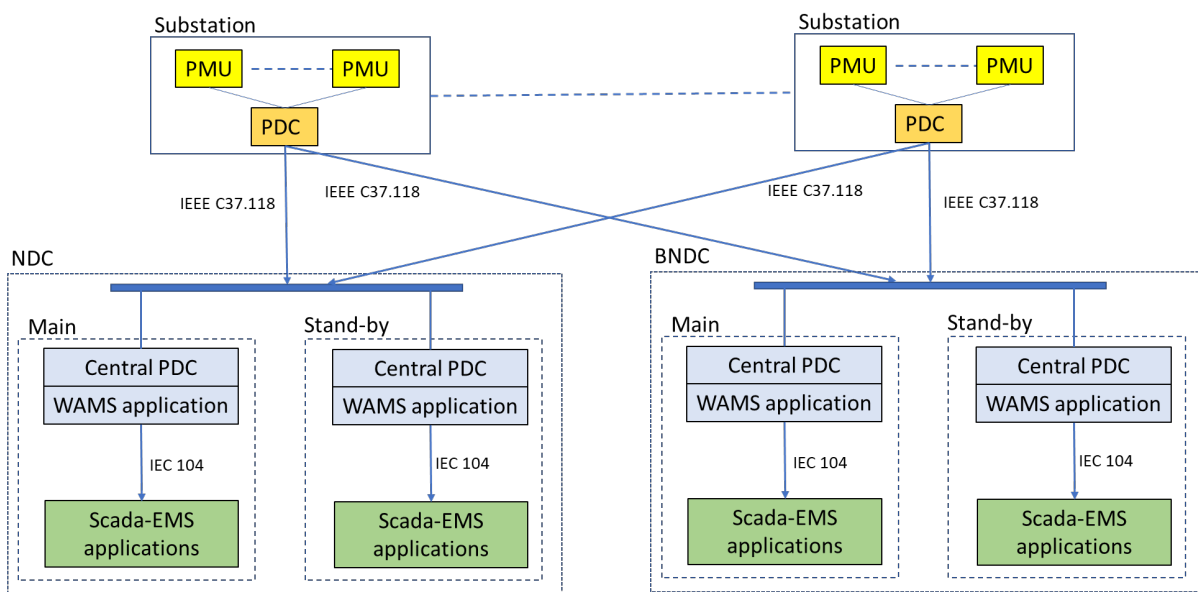 Substation
Substation
PMU
PMU
PMU
PMU
PDC
PDC
IEEE C37.118
IEEE C37.118
IEEE C37.118
IEEE C37.118
NDC
BNDC
Main
Stand-by
Main
Stand-by
Central PDC
Central PDC
Central PDC
Central PDC
WAMS application
WAMS application
WAMS application
WAMS application
IEC 104
IEC 104
IEC 104
IEC 104
Scada-EMS
applications
Scada-EMS
applications
Scada-EMS
applications
Scada-EMS
applications